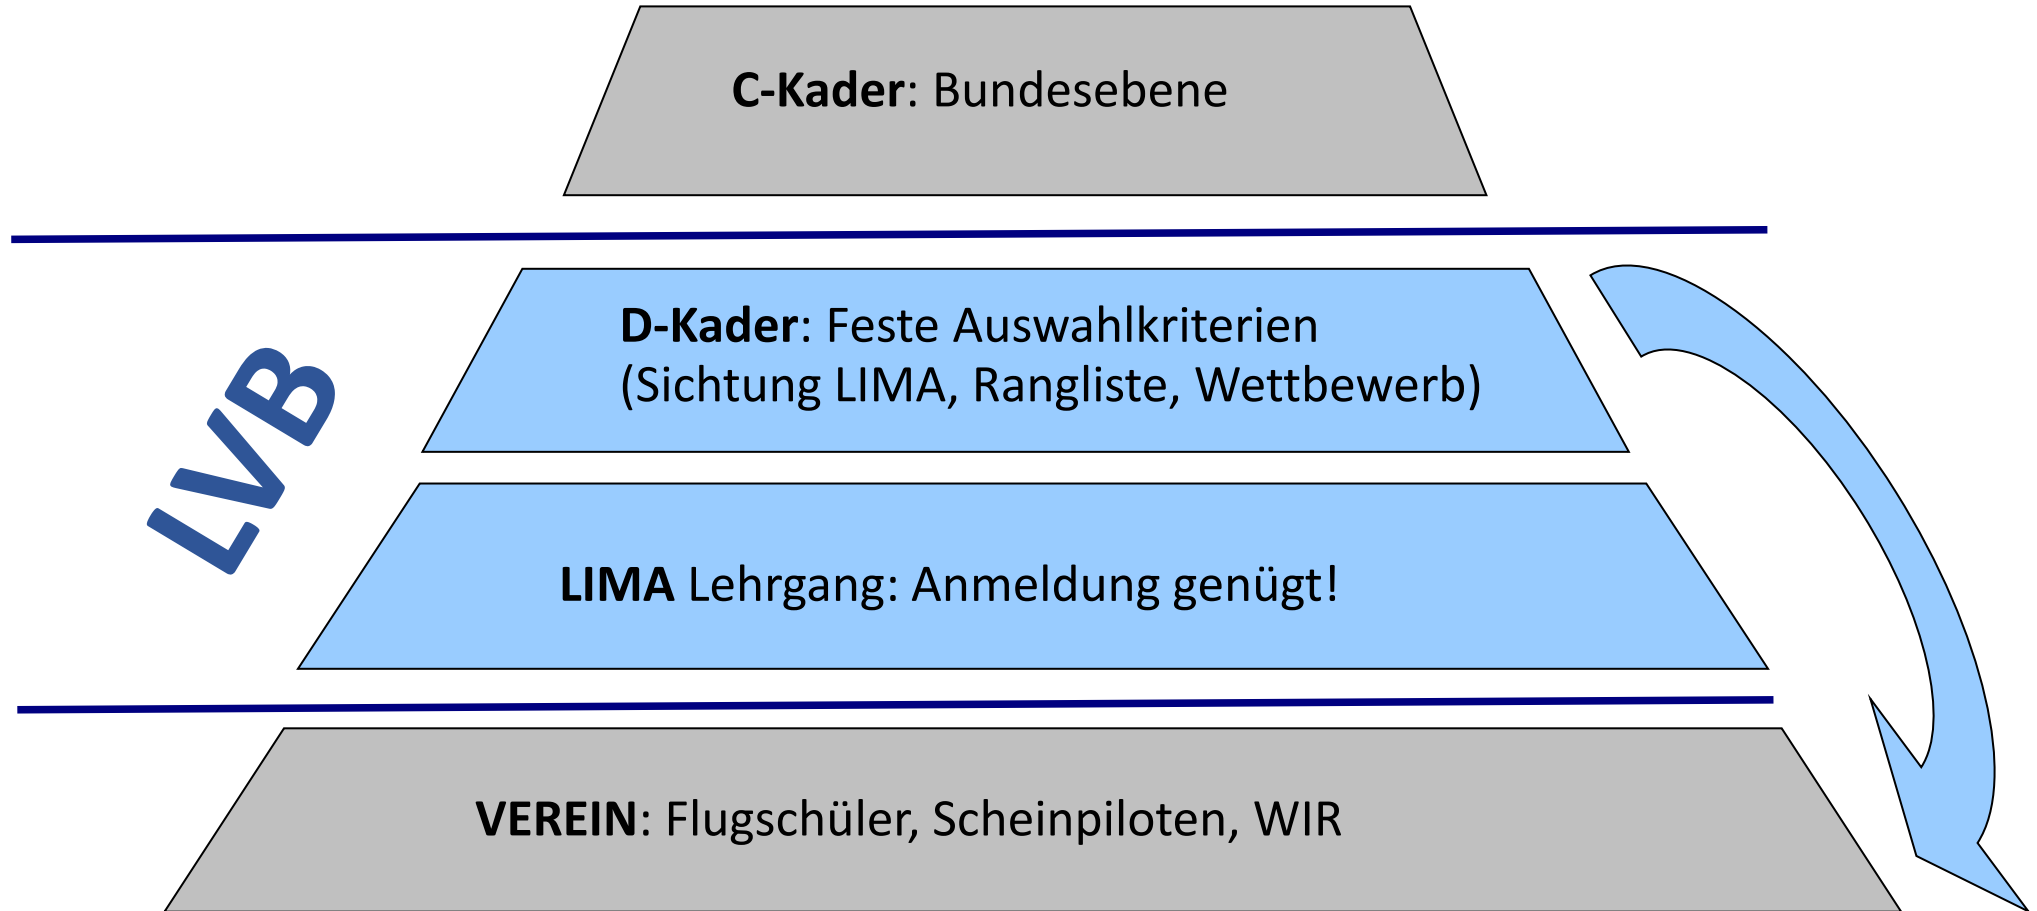 C-Kader: Bundesebene
D-Kader: Feste Auswahlkriterien
(Sichtung LIMA, Rangliste, Wettbewerb)
LVB
LIMA Lehrgang: Anmeldung genügt!
VEREIN: Flugschüler, Scheinpiloten, WIR